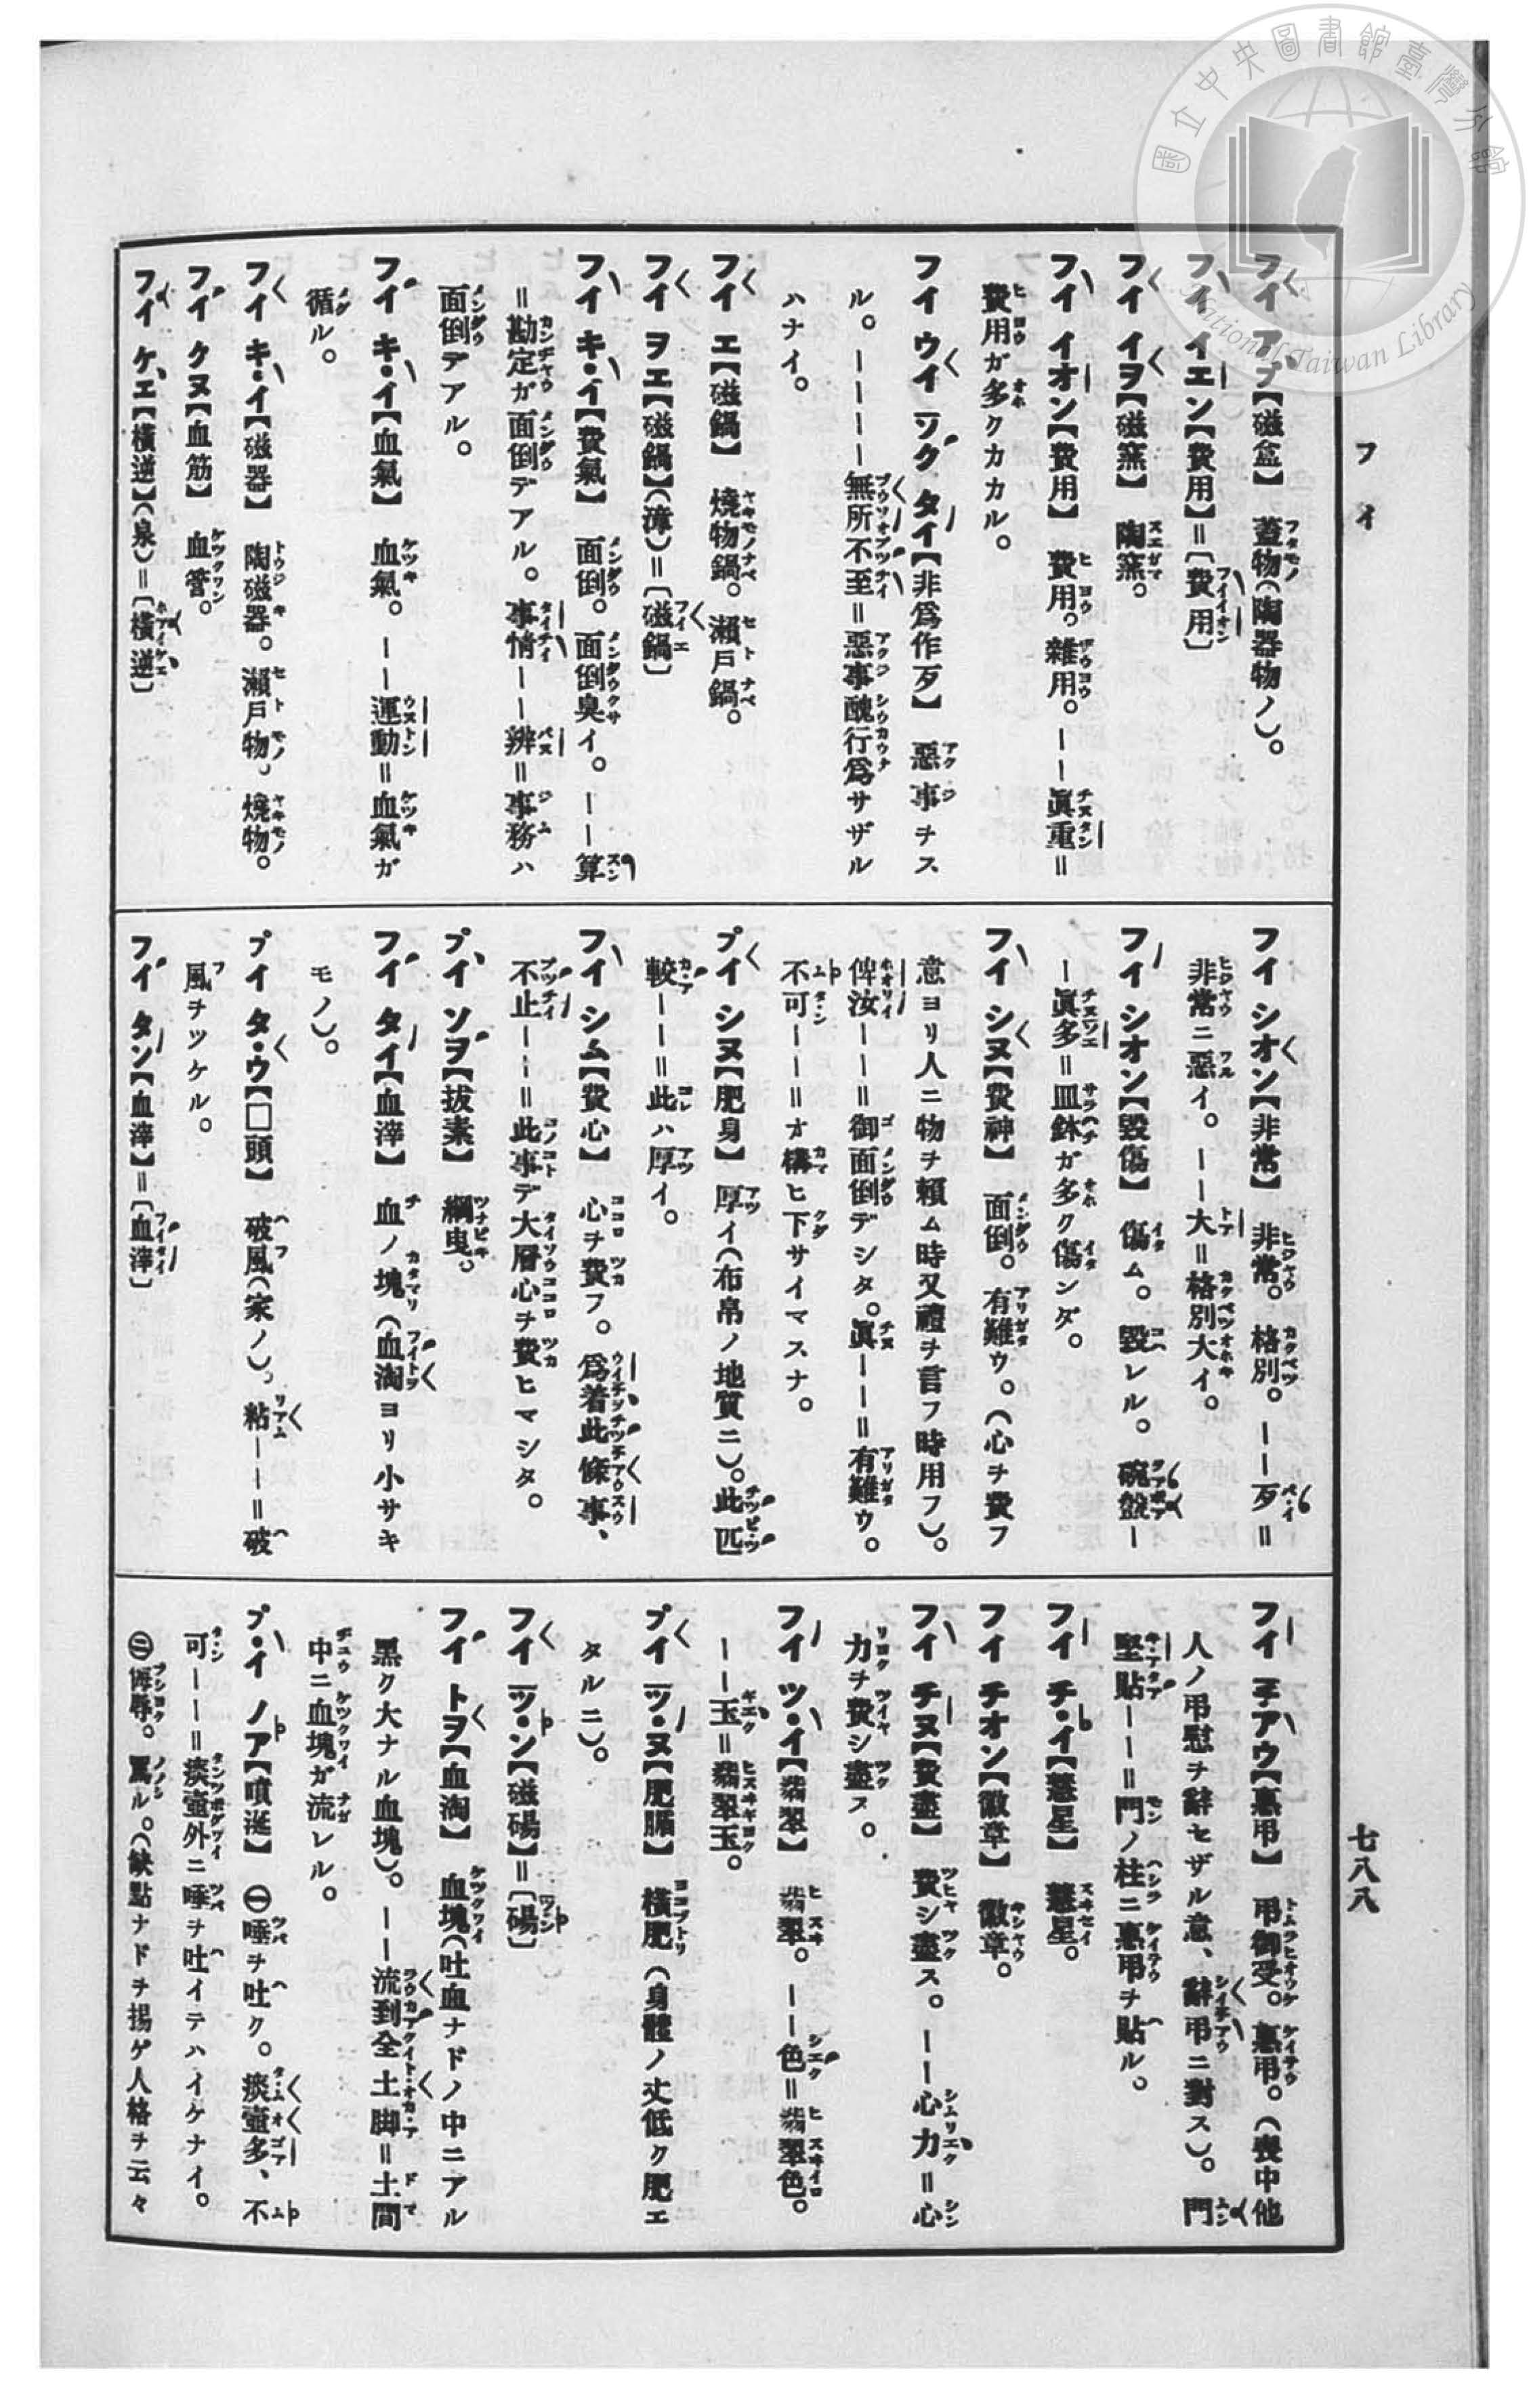 國立中央圖書館臺灣分館
National Taiwan Library
フイ
七八八
フイ アプ【磁盒】 蓋物(陶器物ノ)。
フイ イエン【費用】=〔費用〕
フイ イヲ【磁窯】 陶窯。
フイ イオン【費用】 費用。雜用。——眞重=
費用ガ多クカカル。
フイ ウイ ツク タイ【非爲作歹】 惡事ヲス
ル。————無所不至=惡事醜行爲サザル
ハナイ。
フイ エ【磁鍋】 燒物鍋。瀨戶鍋。
フイ ヲエ【磁鍋】(漳)=〔磁鍋〕
フイ キ・イ【費氣】 面倒。面倒臭イ。——算
=勘定ガ面倒デアル。事情——辨=事務ハ
面倒デアル。
フイ キ・イ【血氣】 血氣。——運動=血氣ガ
循ル。
フイ キ・イ【磁器】 陶磁器。瀨戶物。燒物。
フイ クヌ【血筋】 血管。
フイ ケエ【橫逆】(泉)=〔橫逆〕
フイ シオン【非常】 非常。格別。——歹=
非常ニ惡イ。——大=格別大イ。
フイ シオン【毀傷】 傷ム。毀レル。碗盤—
—眞多=皿鉢ガ多ク傷ンダ。
フイ シヌ【費神】 面倒。有難ウ。(心ヲ費フ
意ヨリ人ニ物ヲ賴ム時又禮ヲ言フ時用フ)。
俾汝——=御面倒デシタ。眞——=有難ウ。
不可——=オ構ヒ下サイマスナ。
プイ シヌ【肥身】 厚イ(布帛ノ地質ニ)。此匹
較——=此ハ厚イ。
フイ シム【費心】 心ヲ費フ。爲着此條事、
不止——=此事デ大層心ヲ費ヒマシタ。
プイ ソヲ【拔素】 綱曳。
フイ タイ【血滓】 血ノ塊(血淘ヨリ小サキ
モノ)。
プイ タ・ウ【□頭】 破風(家ノ)。粘——=破
風ヲツケル。
フイ タン【血滓】=〔血滓〕
フイ チアウ【惠弔】 弔御受。惠弔。(喪中他
人ノ弔慰ヲ辭セザル意、辭弔ニ對ス)。門
堅貼——=門ノ柱ニ惠弔ヲ貼ル。
フイ チ・イ【慧星】 慧星。
フイ チオン【徽章】 徽章。
フイ チヌ【費盡】 費シ盡ス。——心力=心
力ヲ費シ盡ス。
フイ ツ・イ【翡翠】 翡翠。——色=翡翠色。
——玉=翡翠玉。
プイ ツ・ヌ【肥腯】 橫肥(身體ノ丈低ク肥エ
タルニ)。
フイ ツ・ン【磁碭】=〔碭〕
フイ トヲ【血淘】 血塊(吐血ナドノ中ニアル
黑ク大ナル血塊)。——流到全土脚=土間
中ニ血塊ガ流レル。
プ・イ ノア【噴涎】 ㊀唾ヲ吐ク。痰壺多、不
可——=痰壺外ニ唾ヲ吐イテハイケナイ。
㊁侮辱。罵ル。(缺點ナドヲ揚ゲ人格ヲ云々